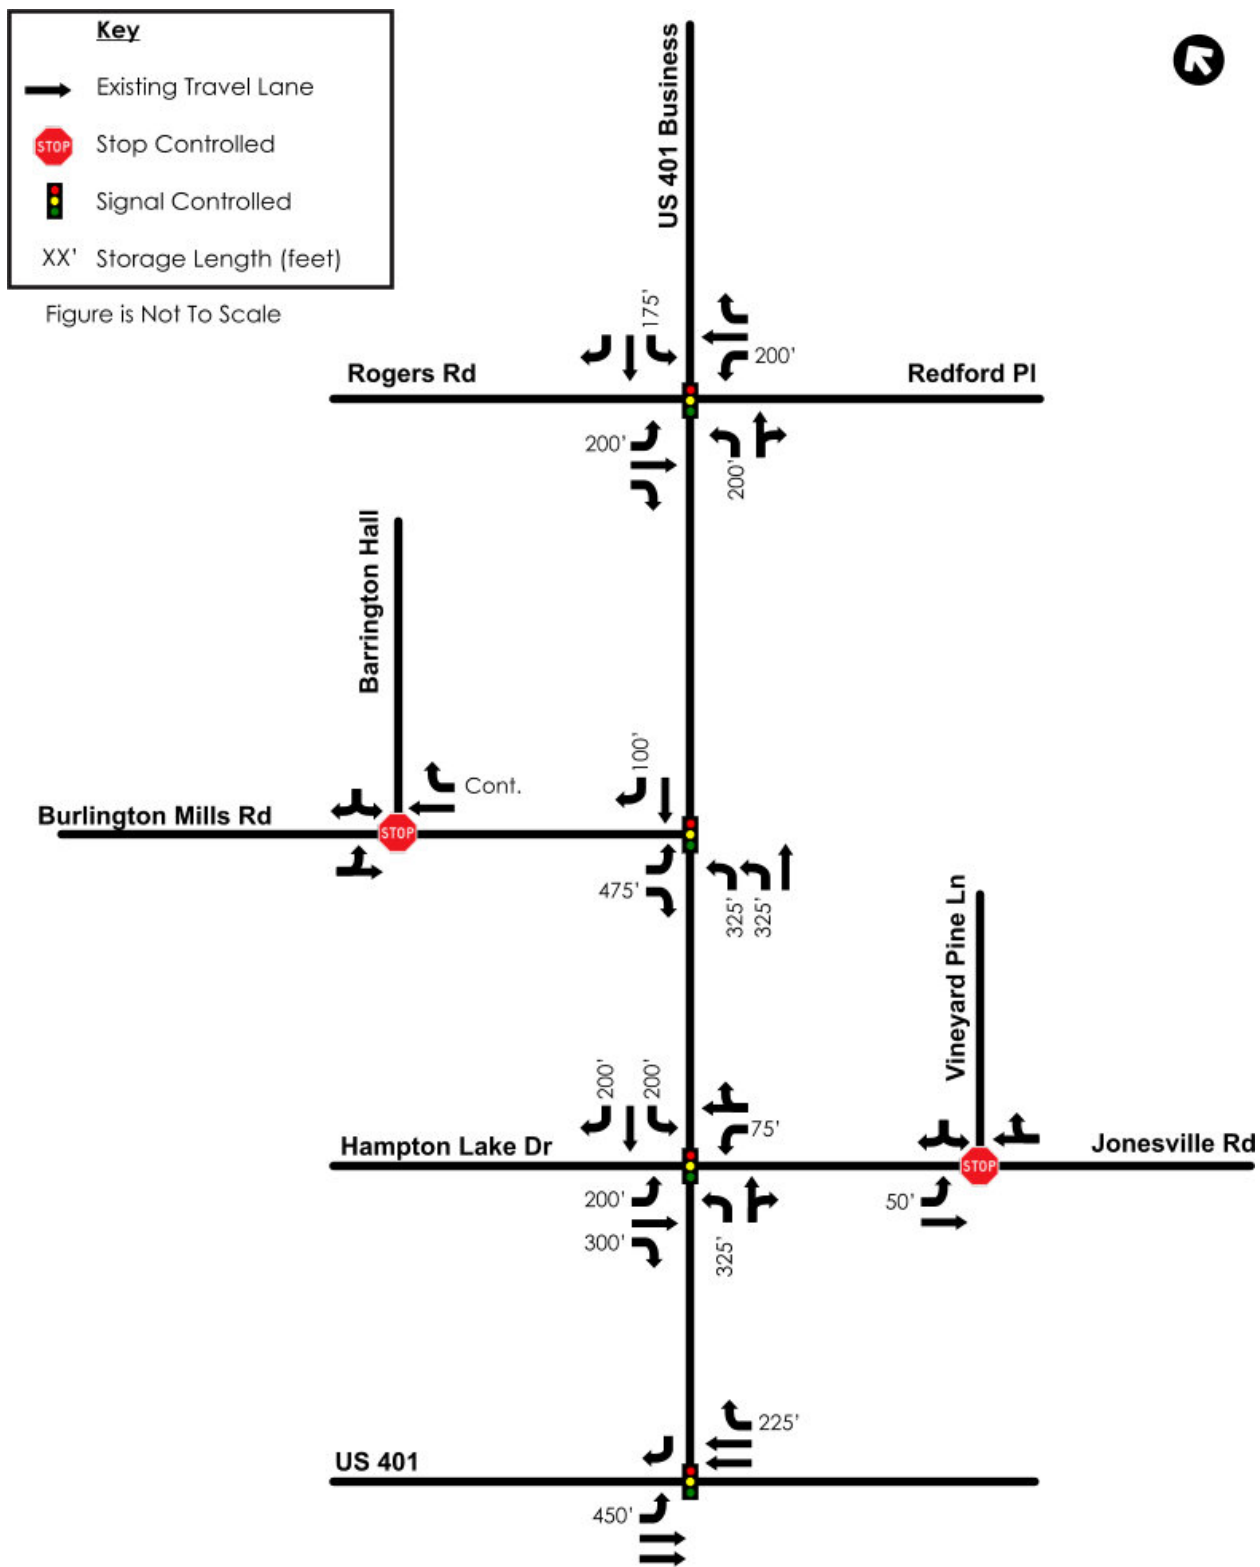 Key
Existing Travel Lane
STOP Stop Controlled
Signal Controlled
XX' Storage Length (feet)
Figure is Not To Scale
US 401 Business
175'
200'
Rogers Rd
Redford Pl
200'
200'
Barrington Hall
100'
Cont.
Burlington Mills Rd
STOP
475'
325'
325'
Vineyard Pine Ln
200'
200'
75'
Hampton Lake Dr
Jonesville Rd
STOP
200'
50'
300'
325'
225'
US 401
450'